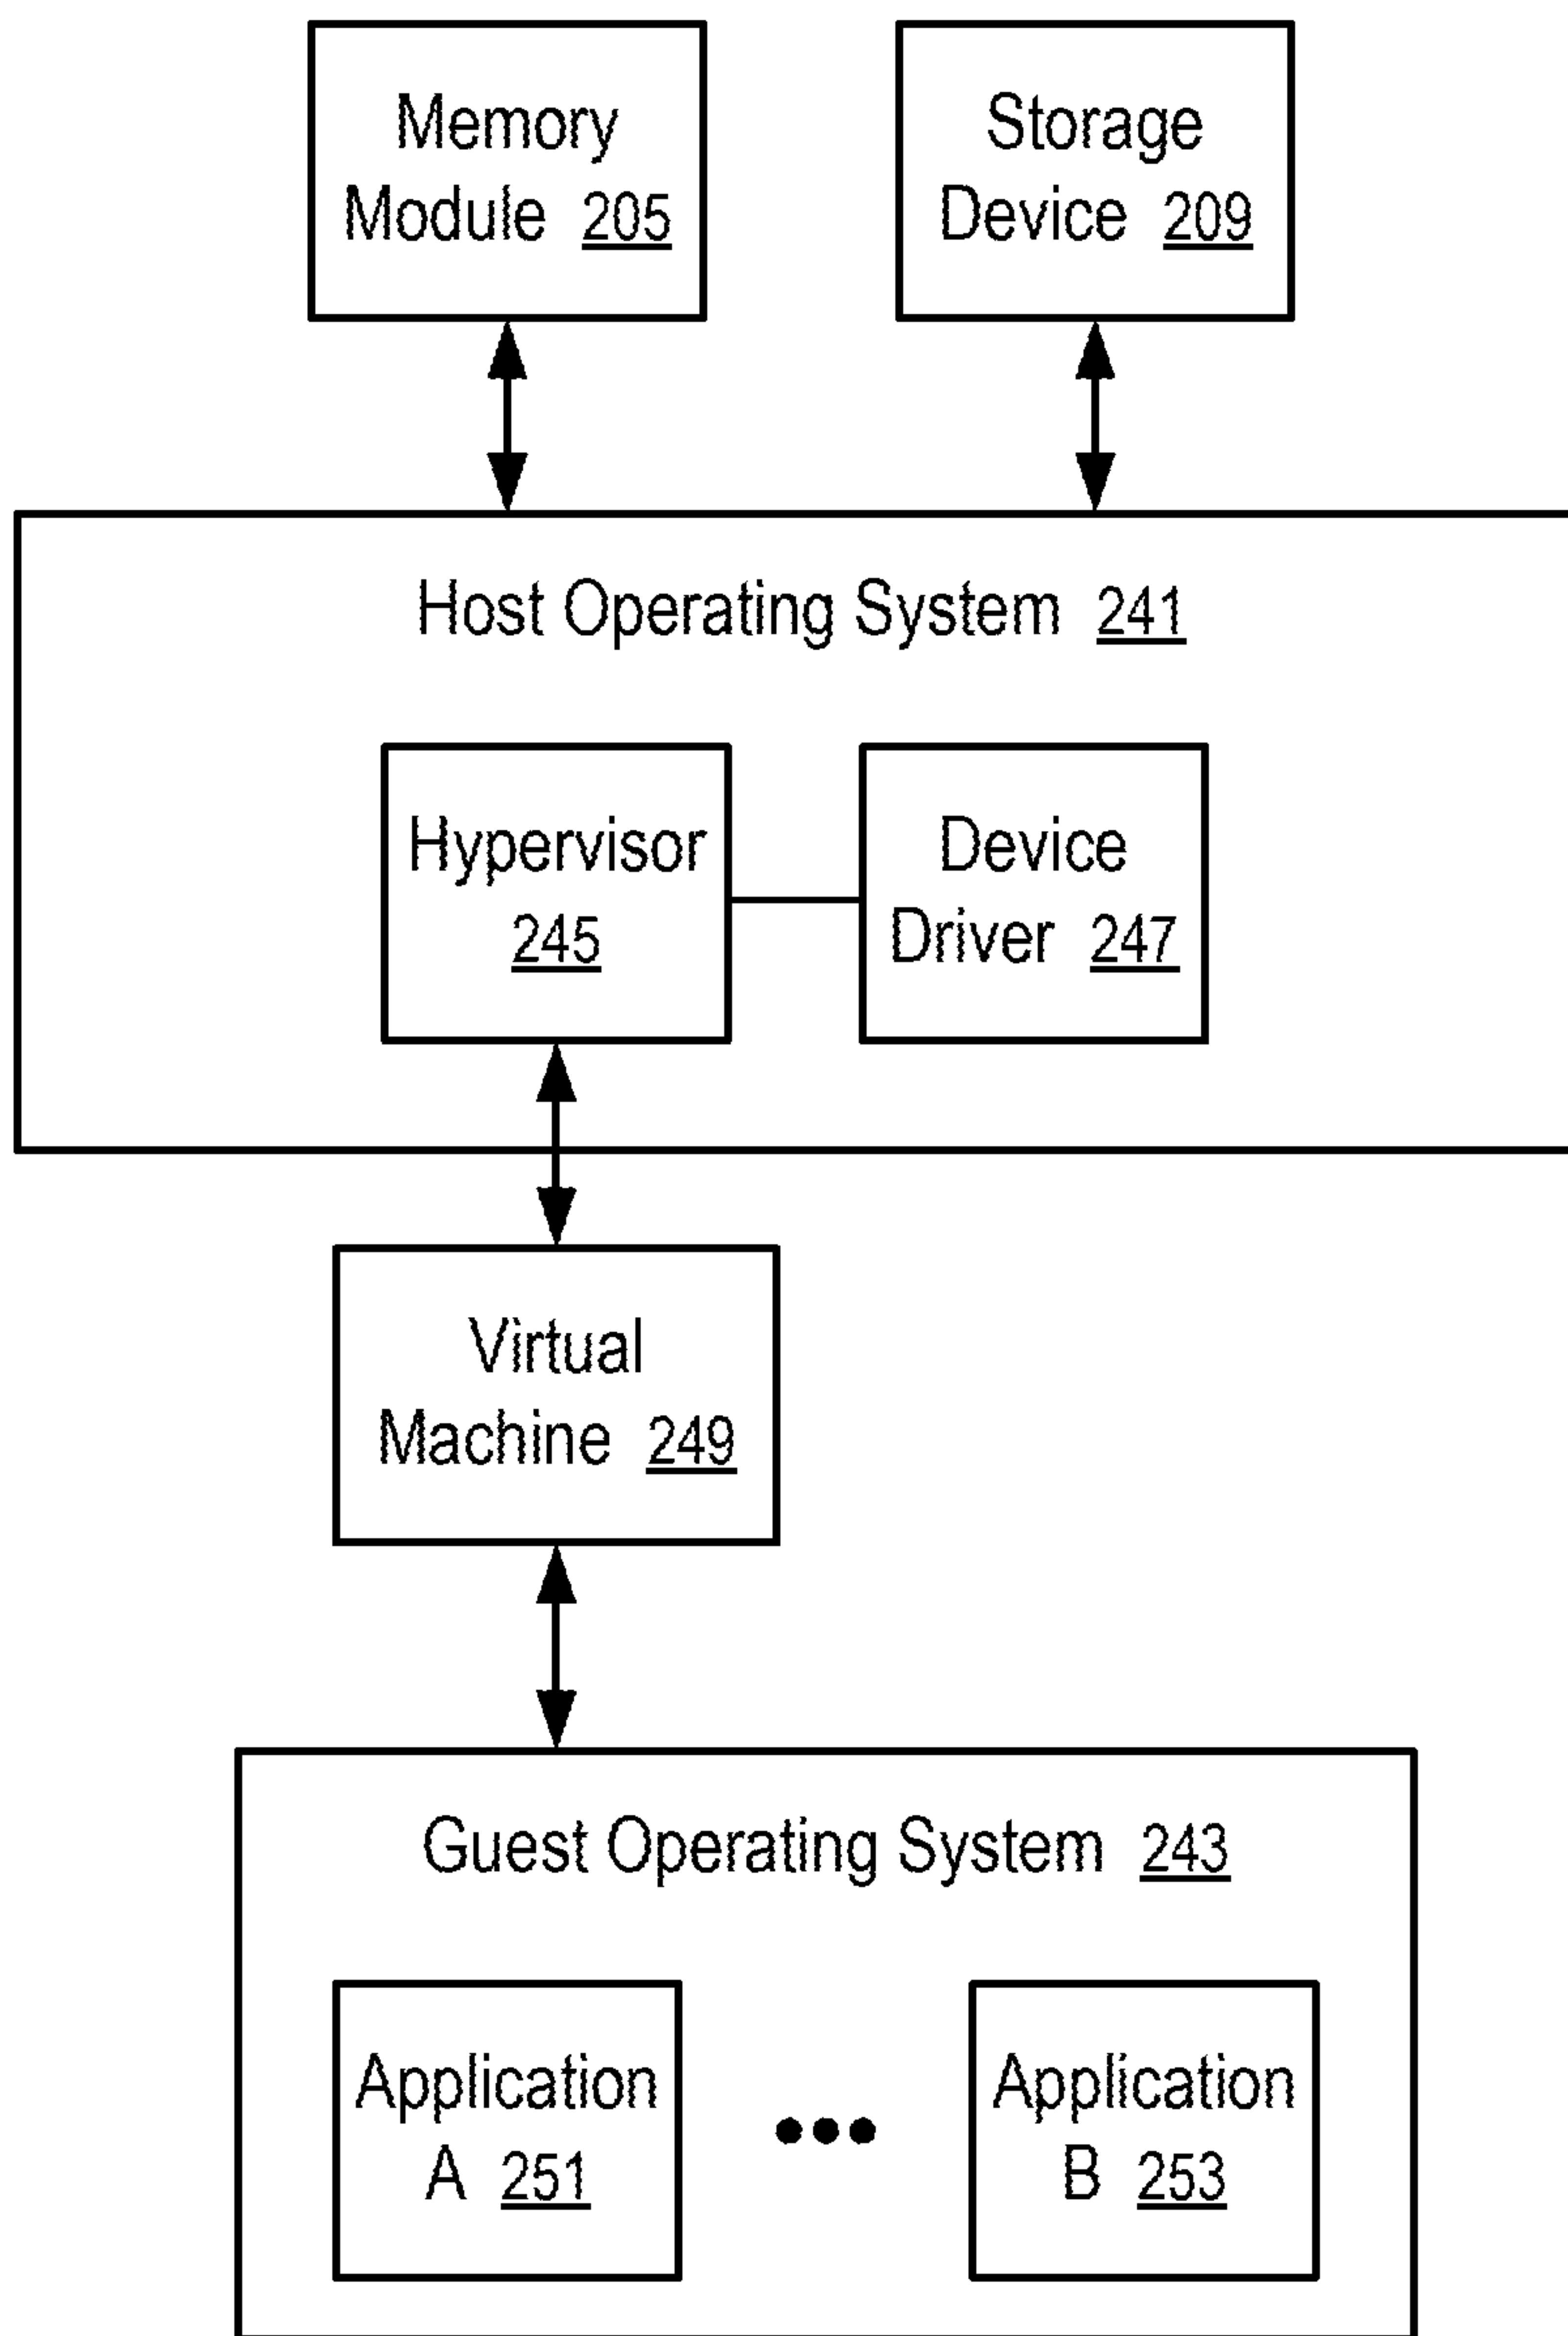 Memory
Module 205
Storage
Device 209
Host Operating System 241
Hypervisor
245
Device
Driver 247
Virtual
Machine 249
Guest Operating System 243
Application
A 251
Application
B 253